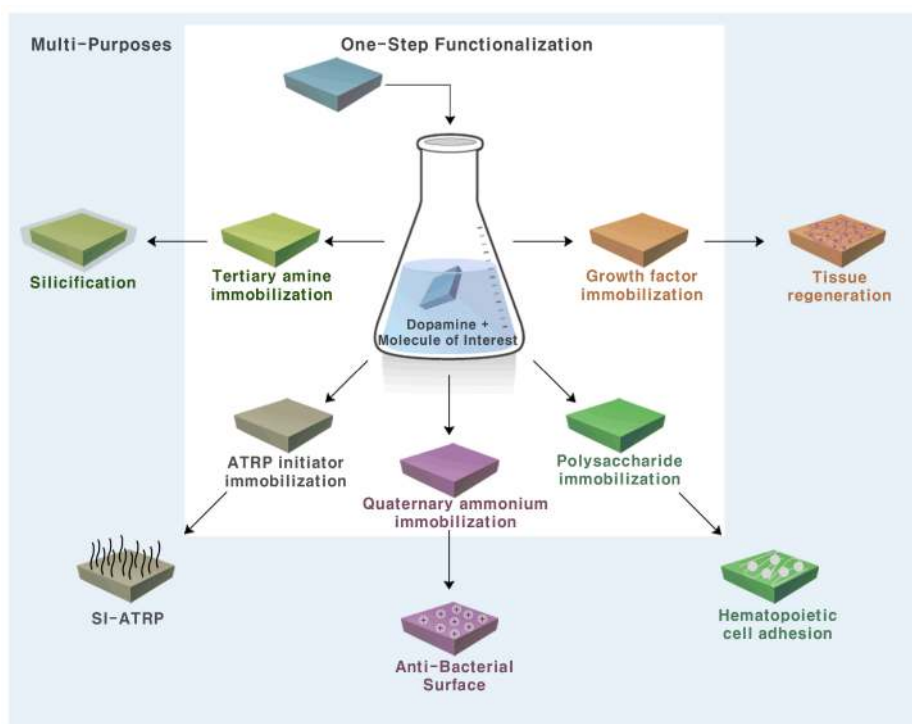 Multi-Purposes
One-Step Functionalization
Silicification
Tertiary amine
immobilization
Growth factor
immobilization
Tissue
regeneration
Dopamine +
Molecule of Interest
ATRP initiator
immobilization
Quaternary ammonium
immobilization
Polysaccharide
immobilization
SI-ATRP
Anti-Bacterial
Surface
Hematopoietic
cell adhesion